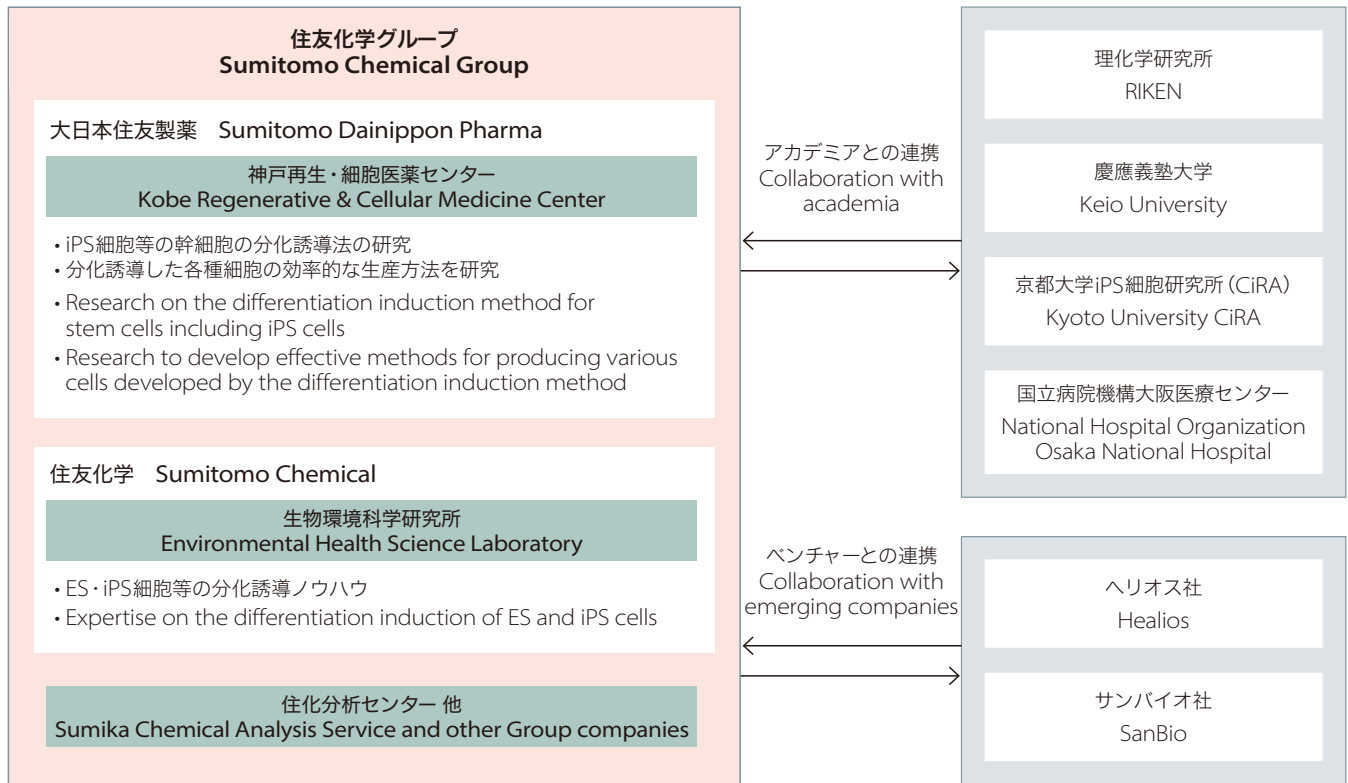 住友化学グループ
Sumitomo Chemical Group
大日本住友製薬 Sumitomo Dainippon Pharma
神戸再生・細胞医薬センター
Kobe Regenerative & Cellular Medicine Center
・iPS細胞等の幹細胞の分化誘導法の研究
・分化誘導した各種細胞の効率的な生産方法を研究
・Research on the differentiation induction method for
stem cells including iPS cells
・Research to develop effective methods for producing various
cells developed by the differentiation induction method
住友化学 Sumitomo Chemical
生物環境科学研究所
Environmental Health Science Laboratory
・ES・iPS細胞等の分化誘導ノウハウ
・Expertise on the differentiation induction of ES and iPS cells
住化分析センター 他
Sumika Chemical Analysis Service and other Group companies
アカデミアとの連携
Collaboration with
academia
ベンチャーとの連携
Collaboration with
emerging companies
理化学研究所
RIKEN
慶應義塾大学
Keio University
京都大学iPS細胞研究所（CiRA）
Kyoto University CiRA
国立病院機構大阪医療センター
National Hospital Organization
Osaka National Hospital
ヘリオス社
Healios
サンバイオ社
SanBio